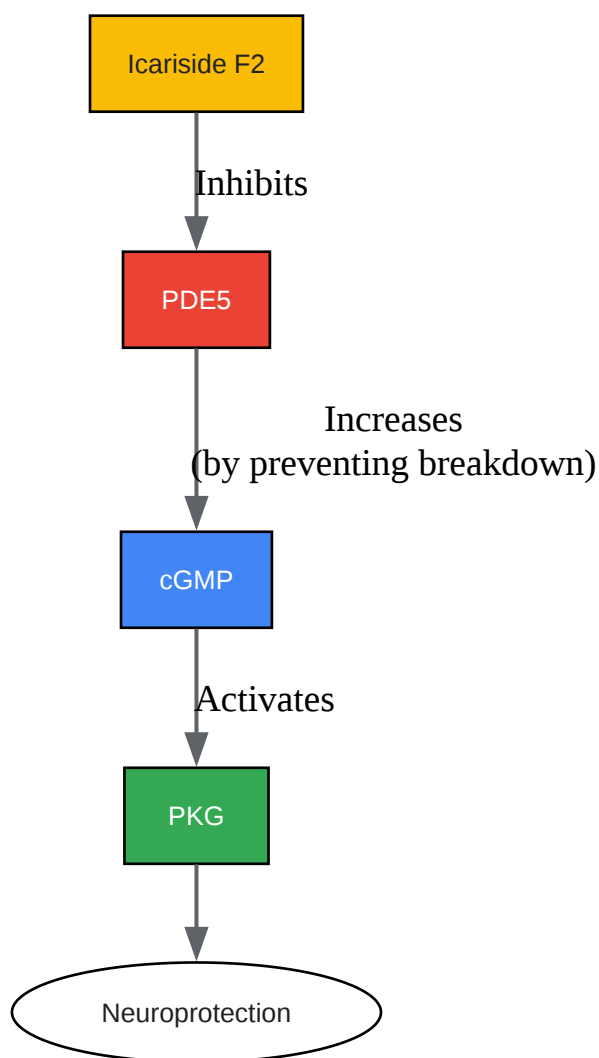 Icariside F2
Inhibits
PDE5
Increases
(by preventing breakdown)
cGMP
Activates
PKG
Neuroprotection